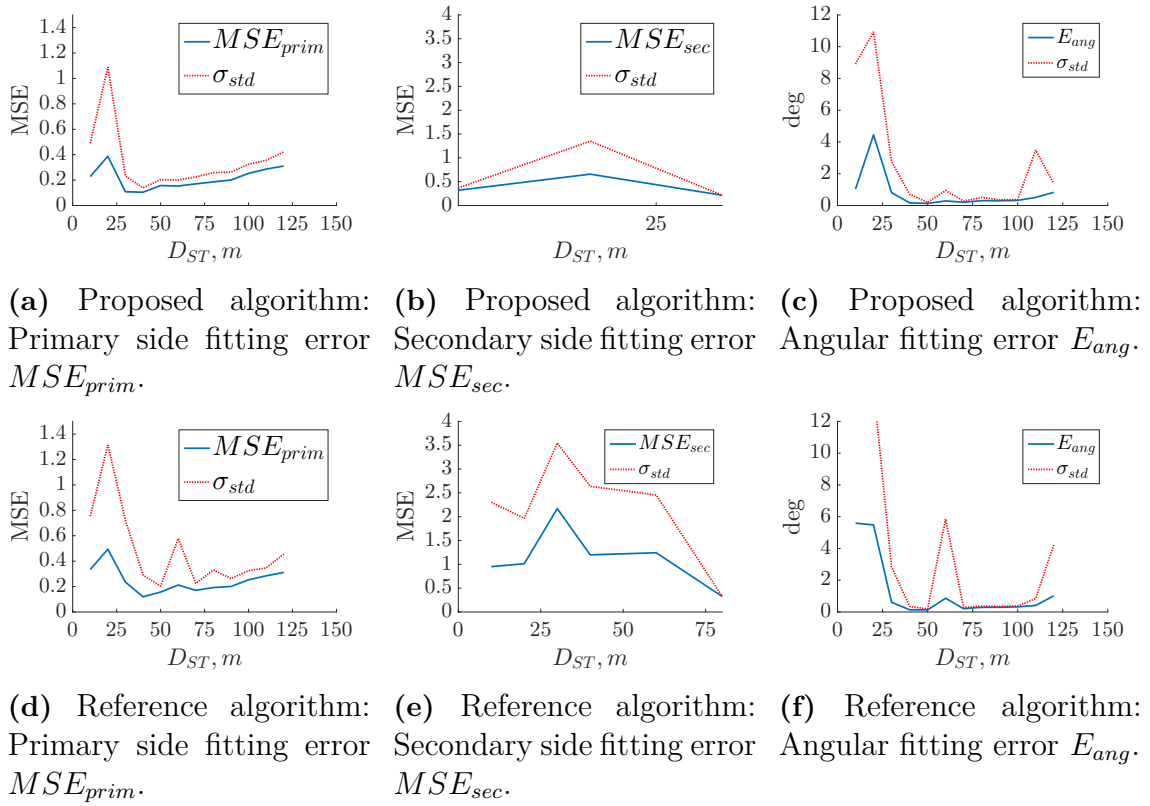 MSE
1.4
1.2
1
0.8
0.6
0.4
0.2
0
0 25 50 75 100 125 150
D_ST, m
MSE_prim
σ_std
MSE
4
3.5
3
2.5
2
1.5
1
0.5
0
25
D_ST, m
MSE_sec
σ_std
deg
12
10
8
6
4
2
0
0 25 50 75 100 125 150
D_ST, m
E_ang
σ_std
(a) Proposed algorithm:
Primary side fitting error
MSE_prim.
(b) Proposed algorithm:
Secondary side fitting error
MSE_sec.
(c) Proposed algorithm:
Angular fitting error E_ang.
MSE
1.4
1.2
1
0.8
0.6
0.4
0.2
0
0 25 50 75 100 125 150
D_ST, m
MSE_prim
σ_std
MSE
4
3.5
3
2.5
2
1.5
1
0.5
0
25 50 75
D_ST, m
MSE_sec
σ_std
deg
12
10
8
6
4
2
0
0 25 50 75 100 125 150
D_ST, m
E_ang
σ_std
(d) Reference algorithm:
Primary side fitting error
MSE_prim.
(e) Reference algorithm:
Secondary side fitting error
MSE_sec.
(f) Reference algorithm:
Angular fitting error E_ang.